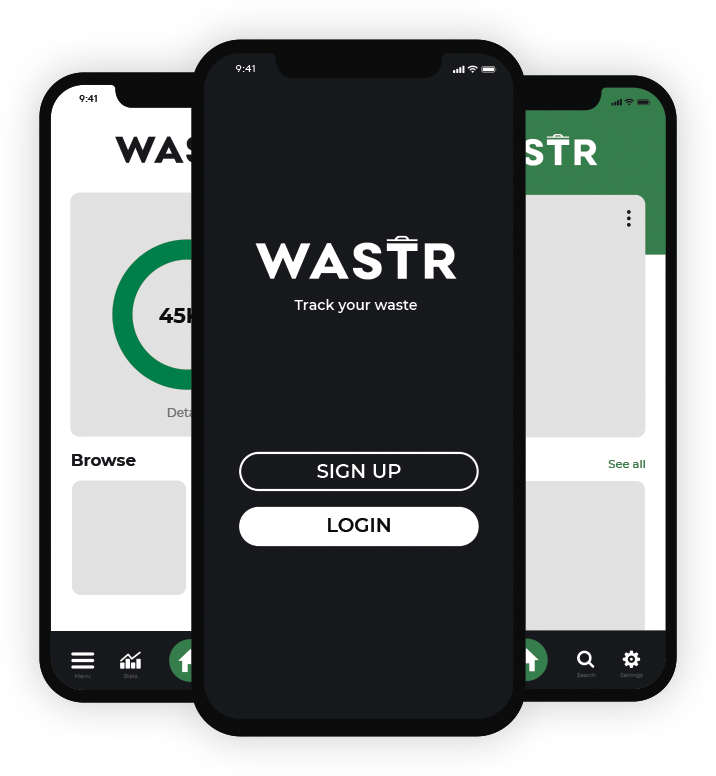 9:41
WAS
45K
Deta
Browse
Menu
Stats
9:41
WASTR
Track your waste
SIGN UP
LOGIN
STR
See all
Search
Settings